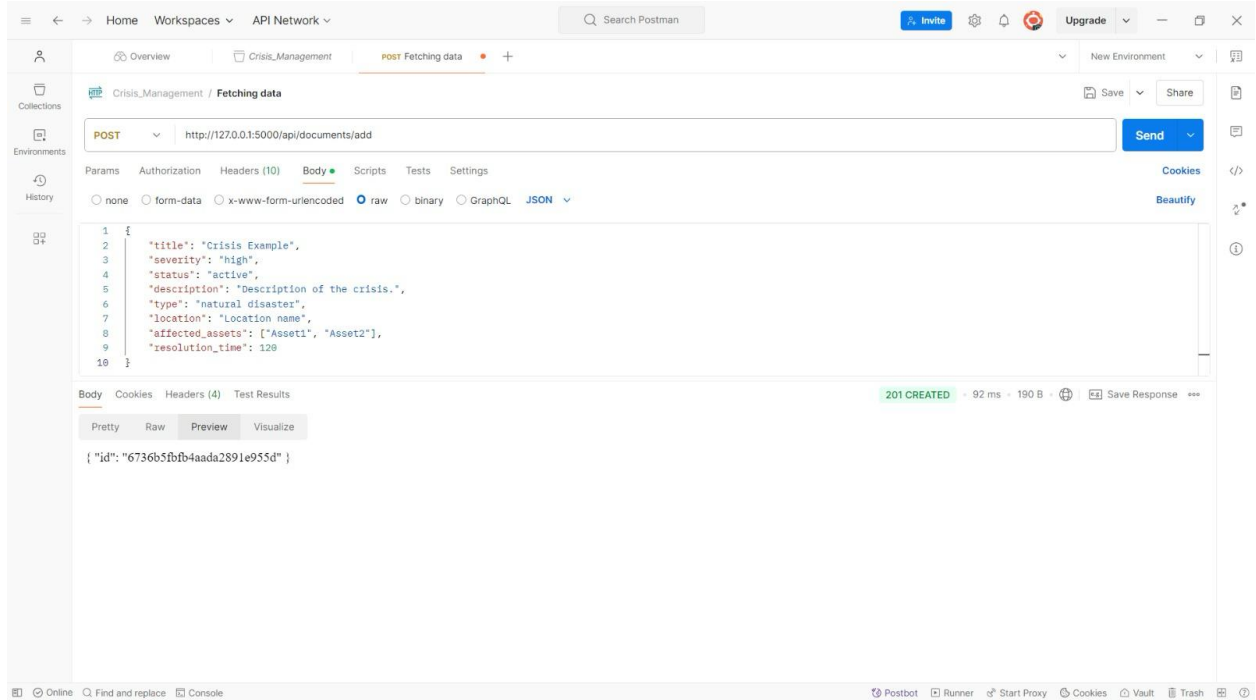 Home Workspaces API Network Search Postman Invite Upgrade
Overview Crisis_Management POST Fetching data New Environment
HTTP Crisis_Management / Fetching data Save Share
Collections
Environments
History
POST http://127.0.0.1:5000/api/documents/add Send
Params Authorization Headers (10) Body Scripts Tests Settings Cookies
none form-data x-www-form-urlencoded raw binary GraphQL JSON Beautify
1 {
2 "title": "Crisis Example",
3 "severity": "high",
4 "status": "active",
5 "description": "Description of the crisis.",
6 "type": "natural disaster",
7 "location": "Location name",
8 "affected_assets": ["Asset1", "Asset2"],
9 "resolution_time": 120
10 }
Body Cookies Headers (4) Test Results 201 CREATED 92 ms 190 B e.g. Save Response
Pretty Raw Preview Visualize
{ "id": "6736b5fbfb4aada2891e955d" }
Online Find and replace Console Postbot Runner Start Proxy Cookies Vault Trash